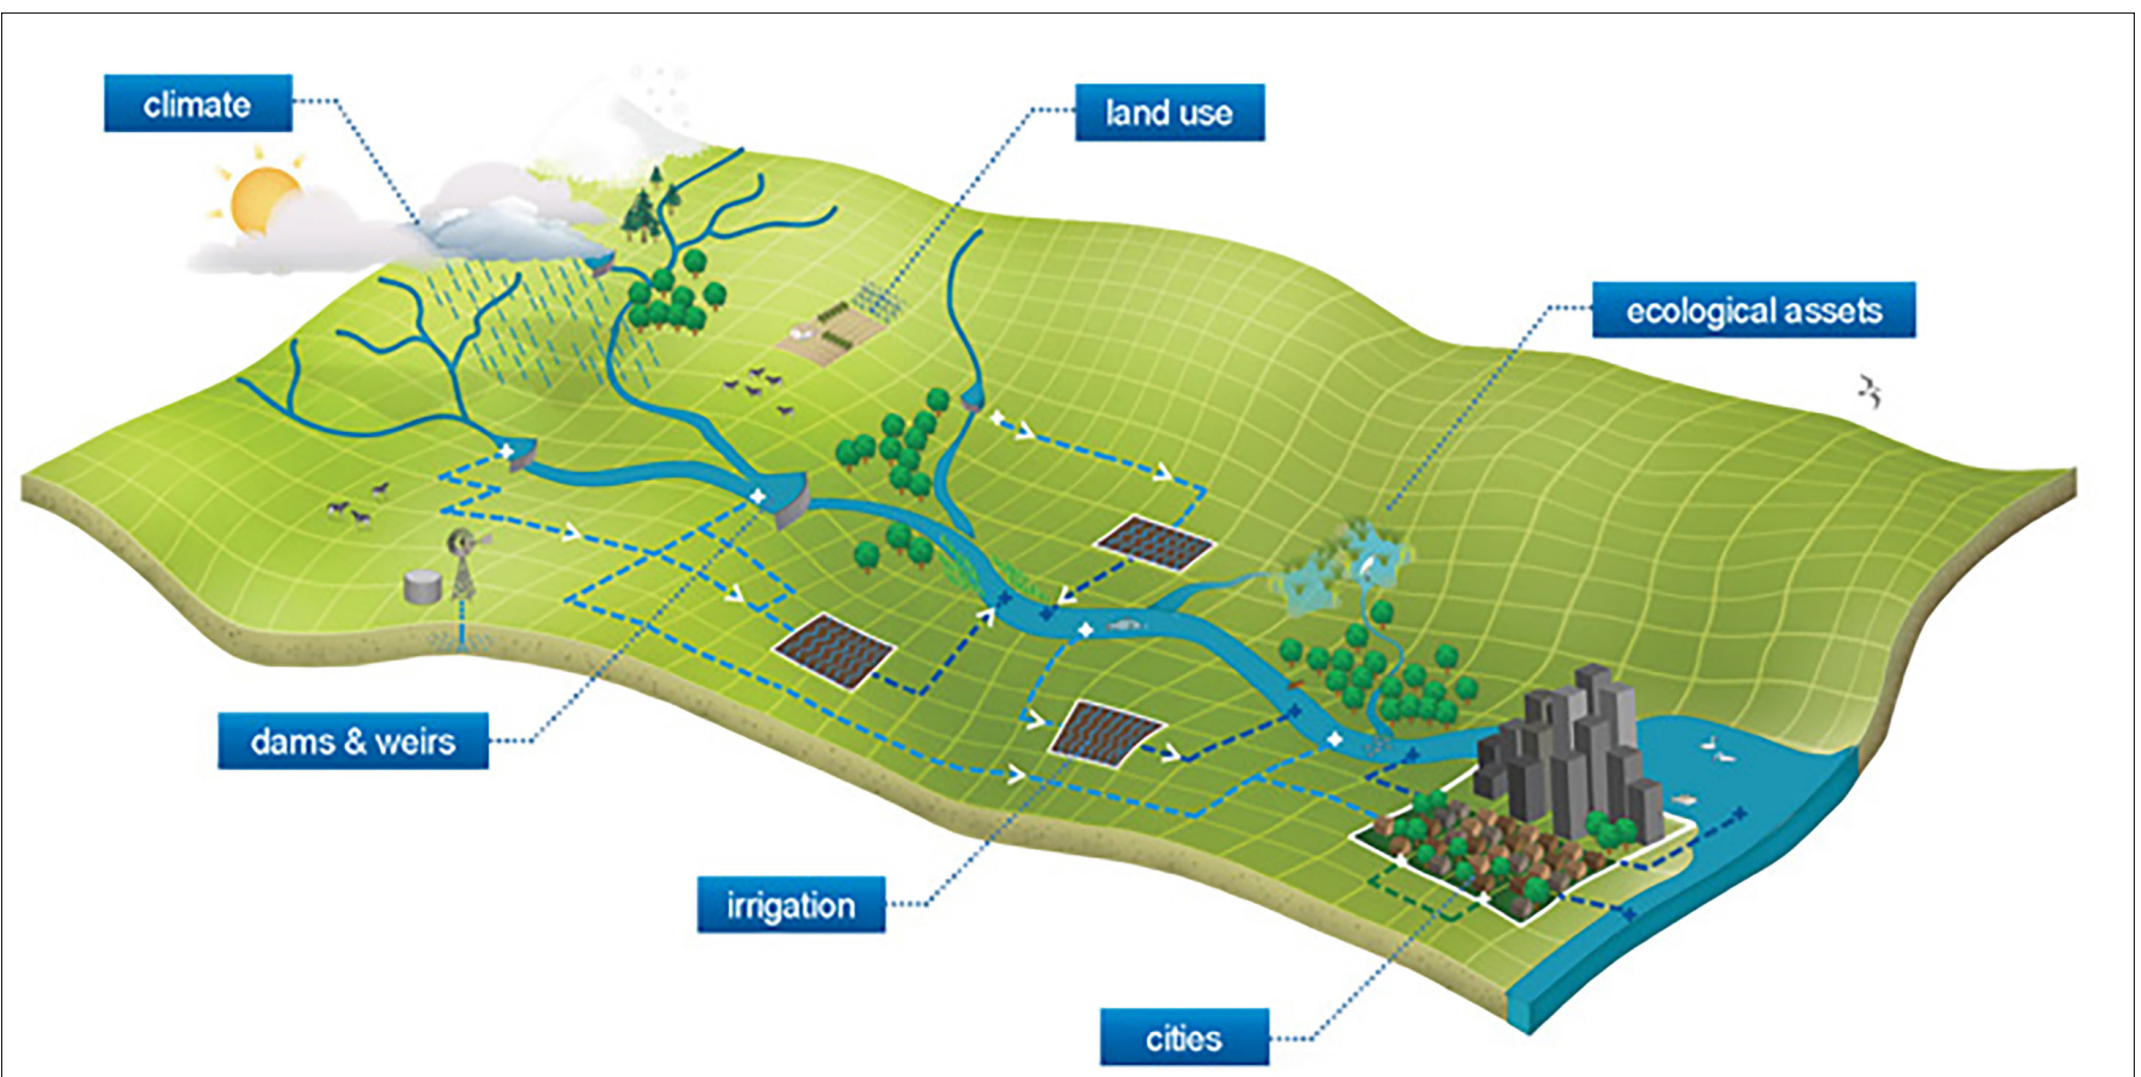 climate
land use
ecological assets
dams & weirs
irrigation
cities